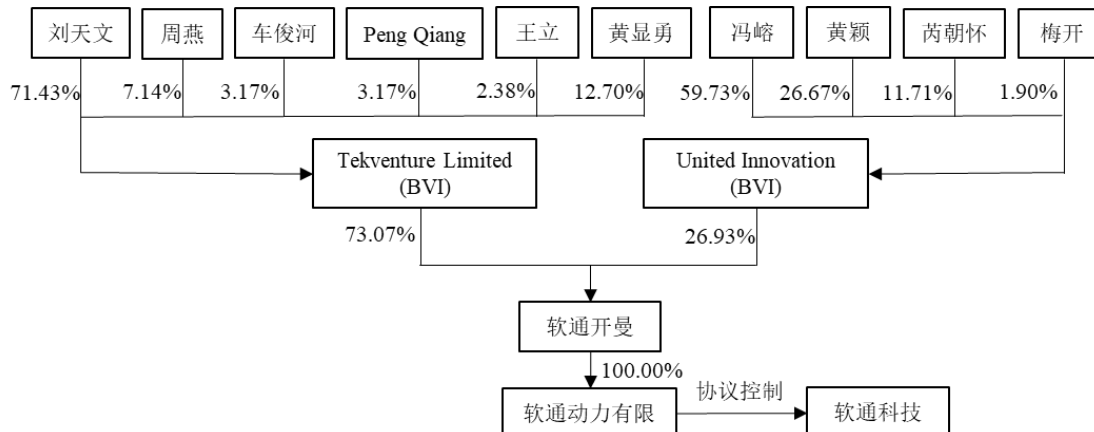 刘天文
周燕
车俊河
Peng Qiang
王立
黄显勇
冯嵱
黄颖
芮朝怀
梅开
71.43%
7.14%
3.17%
3.17%
2.38%
12.70%
59.73%
26.67%
11.71%
1.90%
Tekventure Limited
(BVI)
United Innovation
(BVI)
73.07%
26.93%
软通开曼
100.00%
软通动力有限
协议控制
软通科技